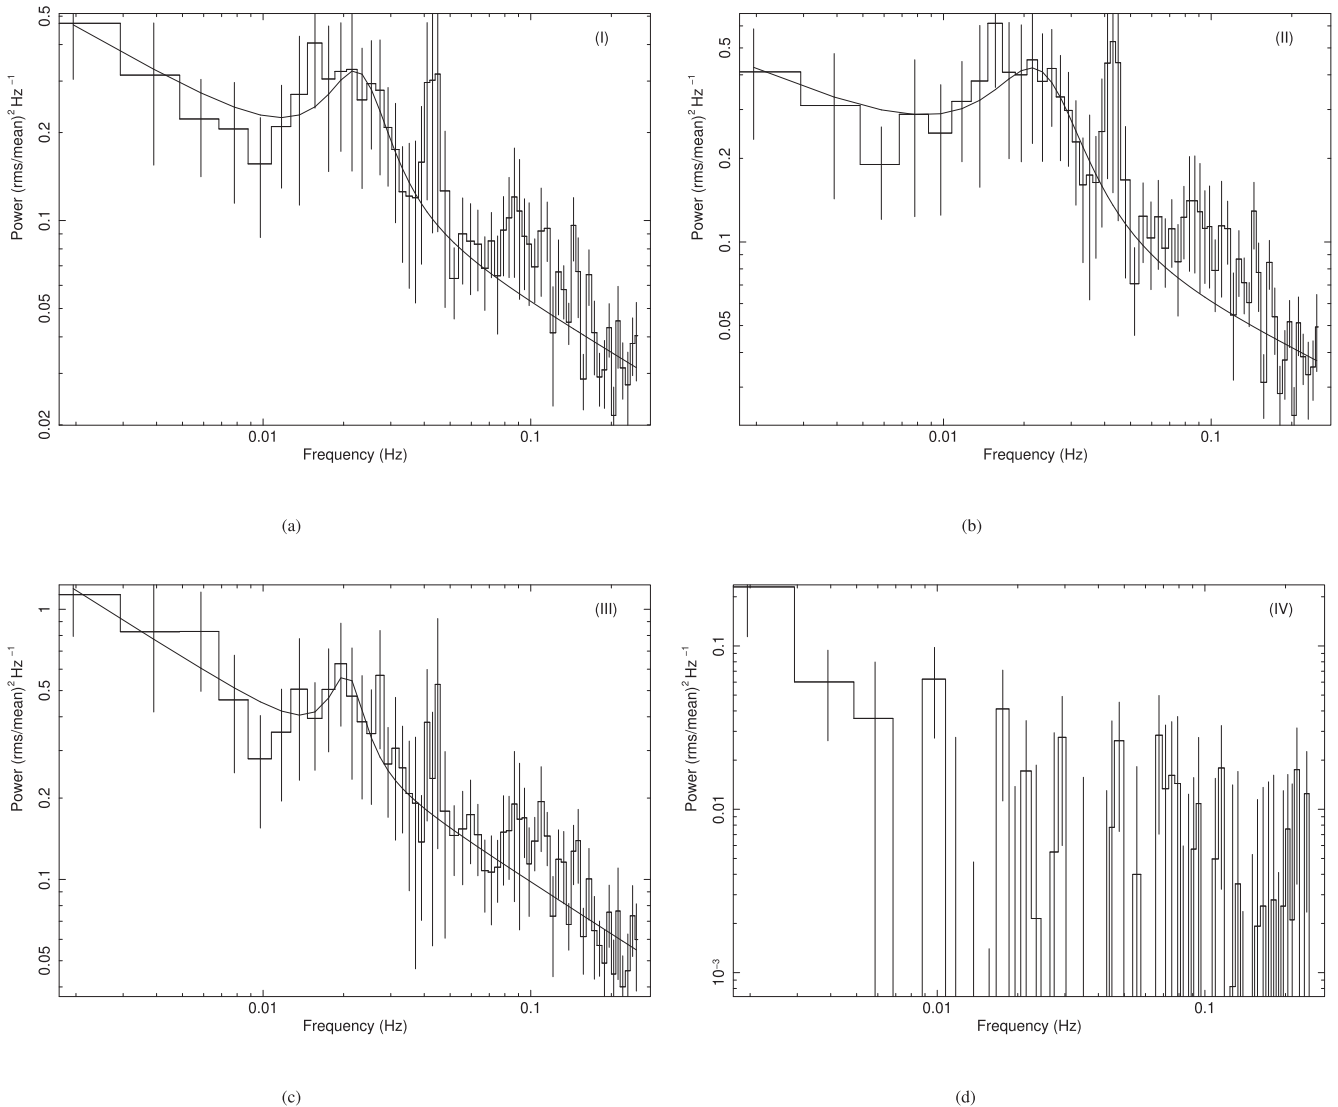 (I)
0.5
0.2
0.1
0.05
0.02
Power (rms/mean)² Hz⁻¹
0.01 0.1
Frequency (Hz)
(a)
(II)
0.5
0.2
0.1
0.05
Power (rms/mean)² Hz⁻¹
0.01 0.1
Frequency (Hz)
(b)
(III)
1
0.5
0.2
0.1
0.05
Power (rms/mean)² Hz⁻¹
0.01 0.1
Frequency (Hz)
(c)
(IV)
0.1
0.01
10⁻³
Power (rms/mean)² Hz⁻¹
0.01 0.1
Frequency (Hz)
(d)